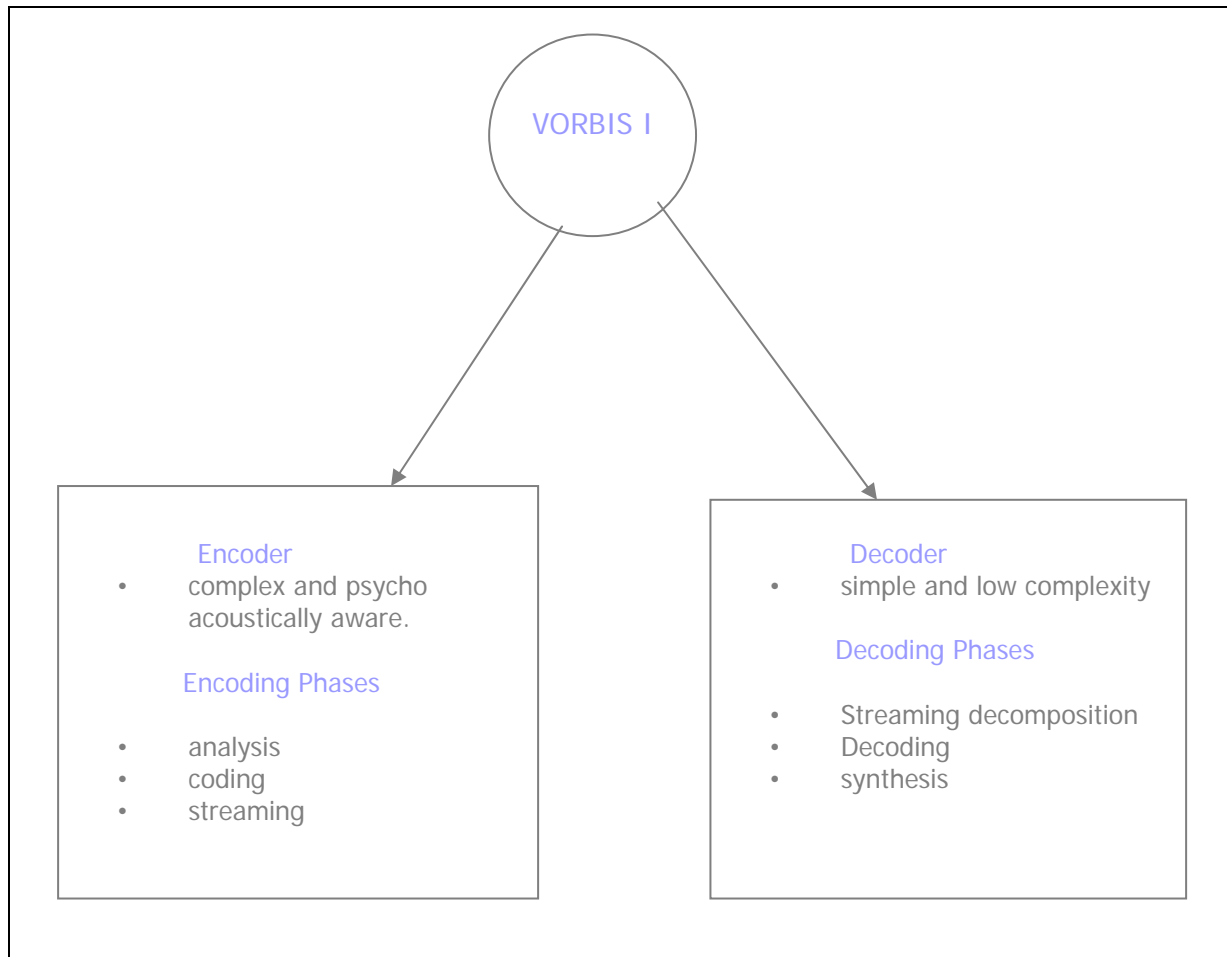 VORBIS I
Encoder
• complex and psycho
acoustically aware.
Encoding Phases
• analysis
• coding
• streaming
Decoder
• simple and low complexity
Decoding Phases
• Streaming decomposition
• Decoding
• synthesis